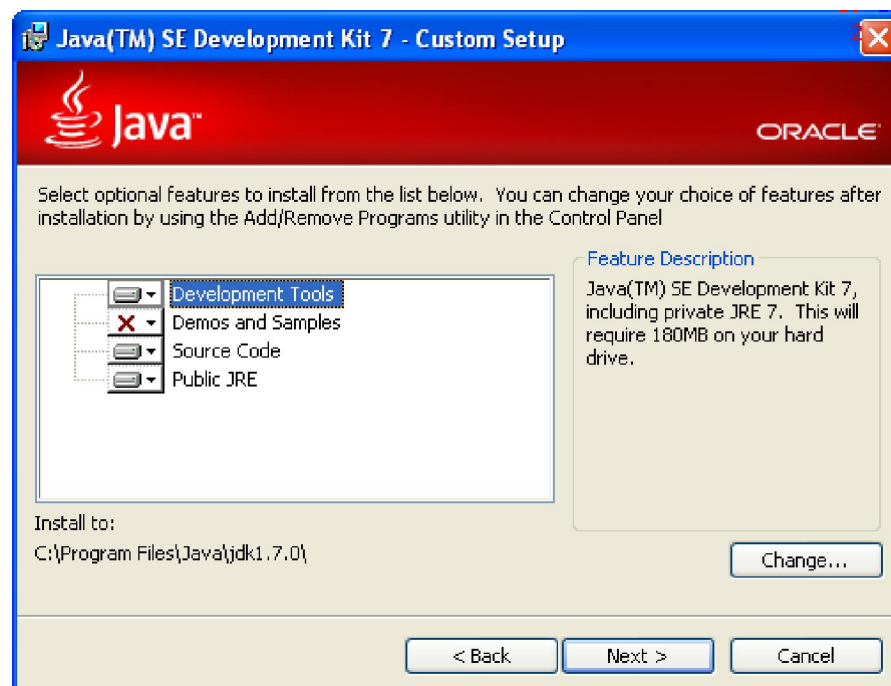 Java(TM) SE Development Kit 7 - Custom Setup
Java™
ORACLE
Select optional features to install from the list below. You can change your choice of features after
installation by using the Add/Remove Programs utility in the Control Panel
Development Tools
Demos and Samples
Source Code
Public JRE
Feature Description
Java(TM) SE Development Kit 7,
including private JRE 7. This will
require 180MB on your hard
drive.
Install to:
C:\Program Files\Java\jdk1.7.0\
Change...
< Back
Next >
Cancel